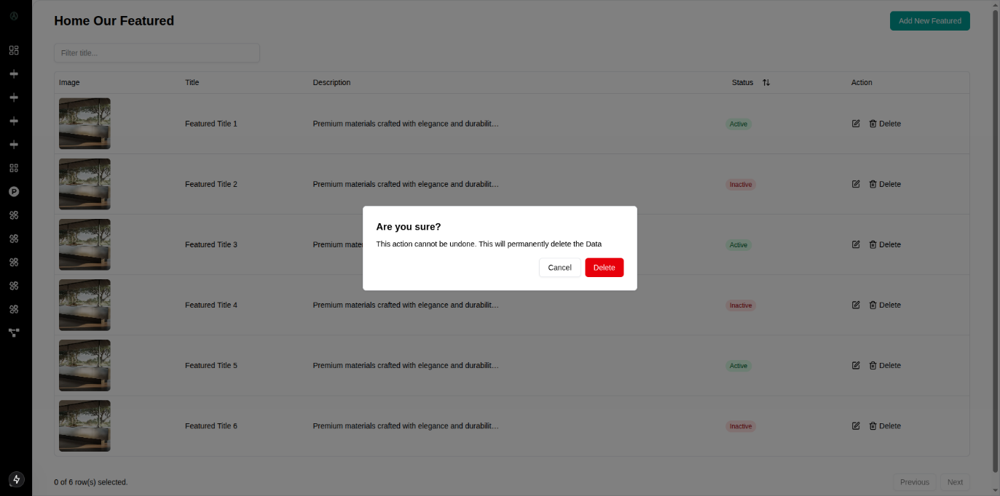 Home Our Featured
Add New Featured
Filter title...
Image Title Description Status Action
Featured Title 1 Premium materials crafted with elegance and durabilit… Active Delete
Featured Title 2 Premium materials crafted with elegance and durabilit… Inactive Delete
Are you sure?
This action cannot be undone. This will permanently delete the Data
Cancel Delete
Featured Title 3 Premium mate Active Delete
Featured Title 4 Premium materials crafted with elegance and durabilit… Inactive Delete
Featured Title 5 Premium materials crafted with elegance and durabilit… Active Delete
Featured Title 6 Premium materials crafted with elegance and durabilit… Inactive Delete
0 of 6 row(s) selected.
Previous Next
P